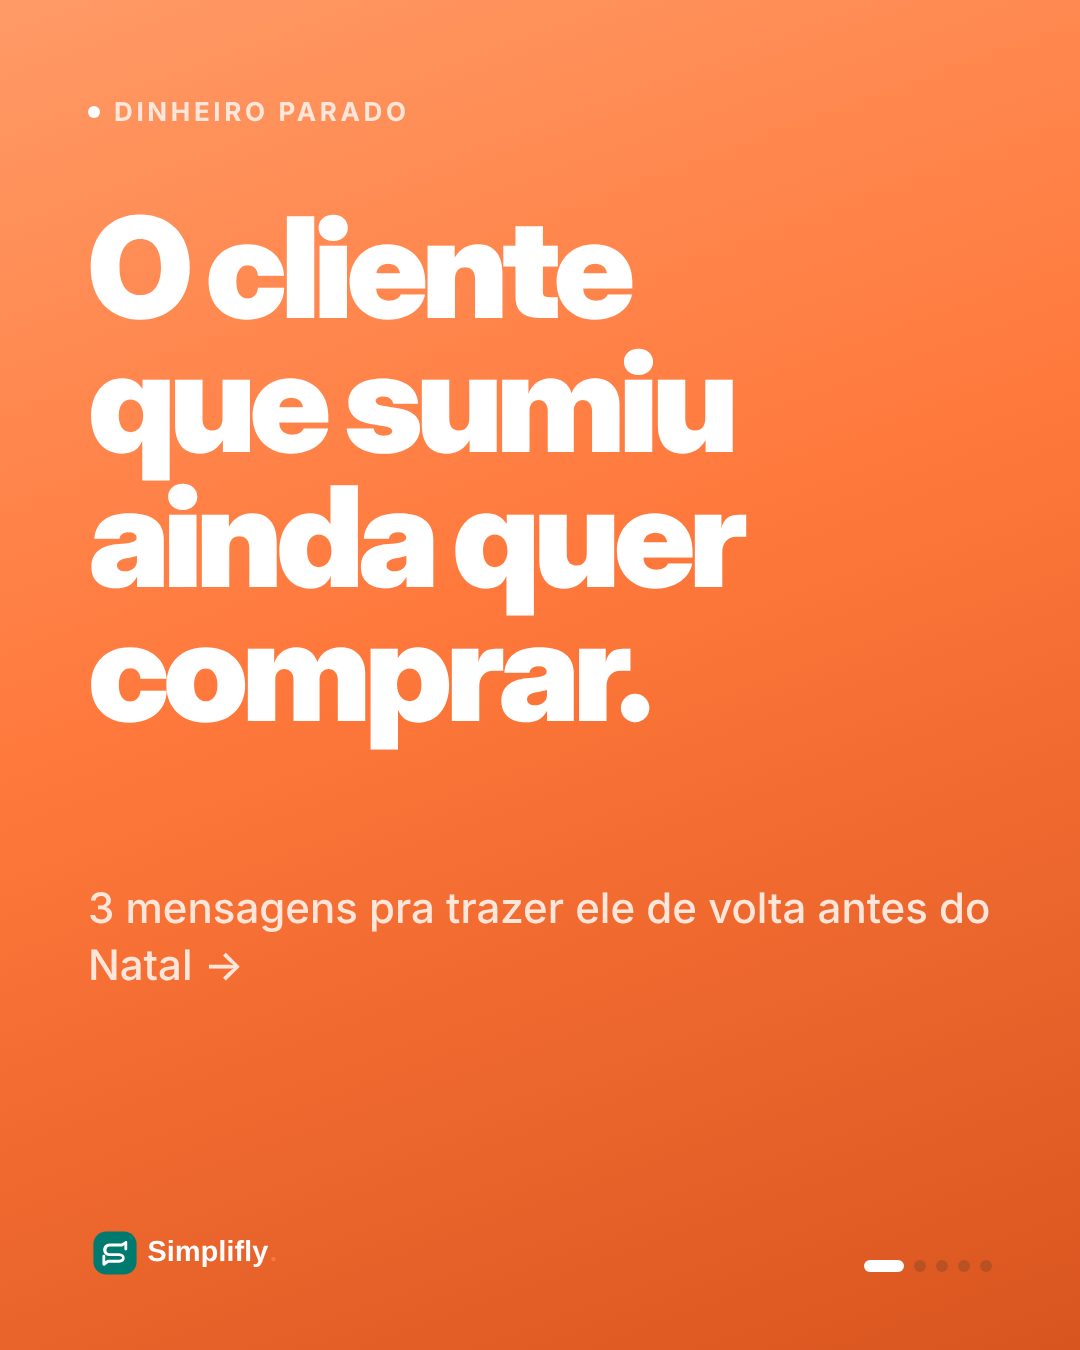 DINHEIRO PARADO
O cliente
que sumiu
ainda quer
comprar.
3 mensagens pra trazer ele de volta antes do
Natal →
Simplifly.